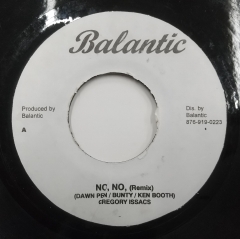 Balantic
Produced by
Balantic
A
Dis. by
Balantic
876-919-0223
NO, NO, (Remix)
(DAWN PEN / BUNTY / KEN BOOTH)
GREGORY ISSACS